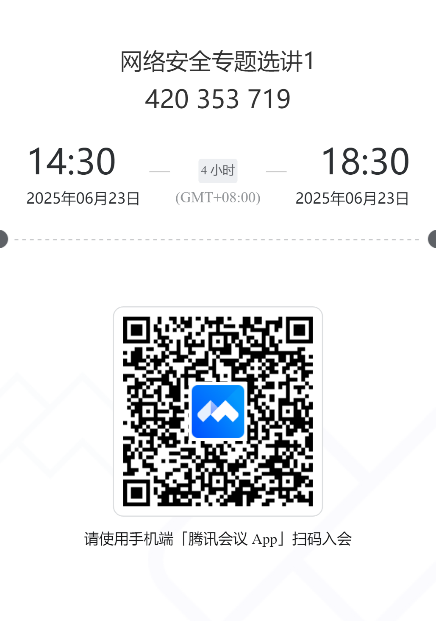 网络安全专题选讲1
420 353 719
14:30 — 4 小时 — 18:30
2025年06月23日 (GMT+08:00) 2025年06月23日
请使用手机端「腾讯会议 App」扫码入会